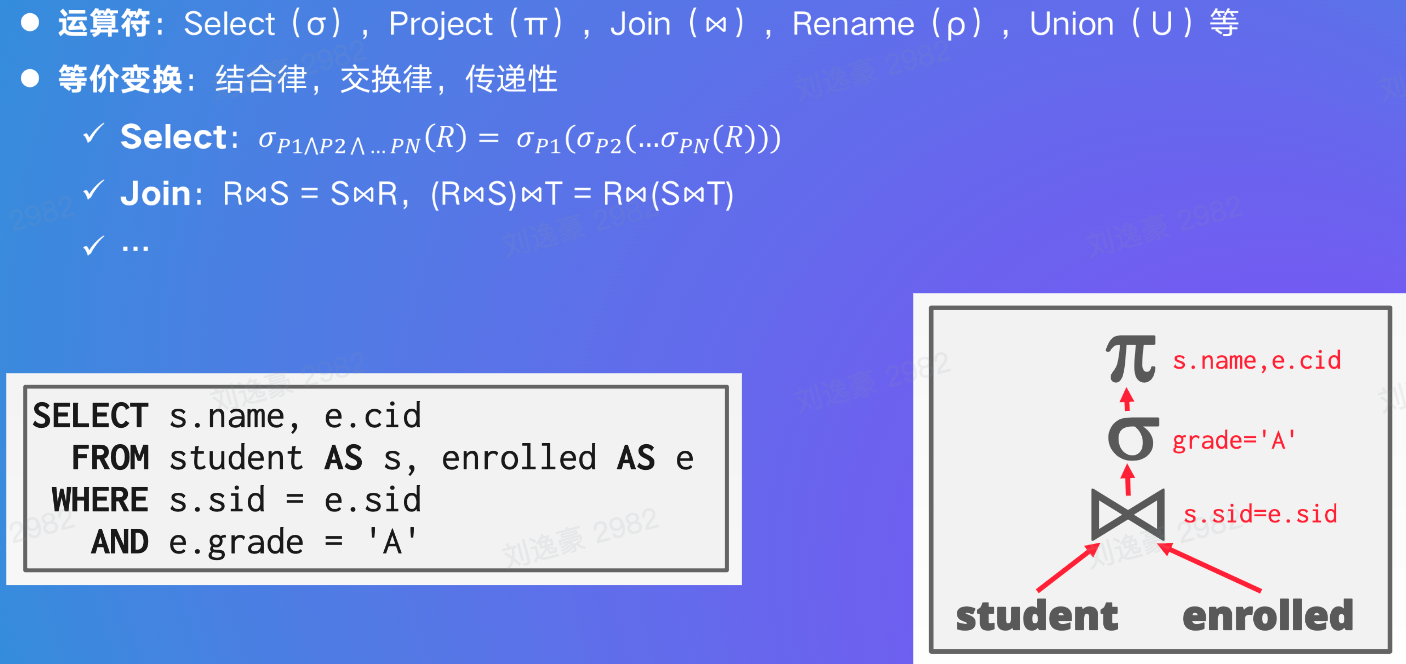 ● 运算符：Select（σ），Project（π），Join（⋈），Rename（ρ），Union（U）等
● 等价变换：结合律，交换律，传递性
✓ Select：σP1⋀P2⋀…PN(R) = σP1(σP2(…σPN(R)))
✓ Join：R⋈S = S⋈R，(R⋈S)⋈T = R⋈(S⋈T)
✓ …
SELECT s.name, e.cid
FROM student AS s, enrolled AS e
WHERE s.sid = e.sid
AND e.grade = 'A'
π s.name,e.cid
σ grade='A'
⋈ s.sid=e.sid
student enrolled
刘逸豪 2982